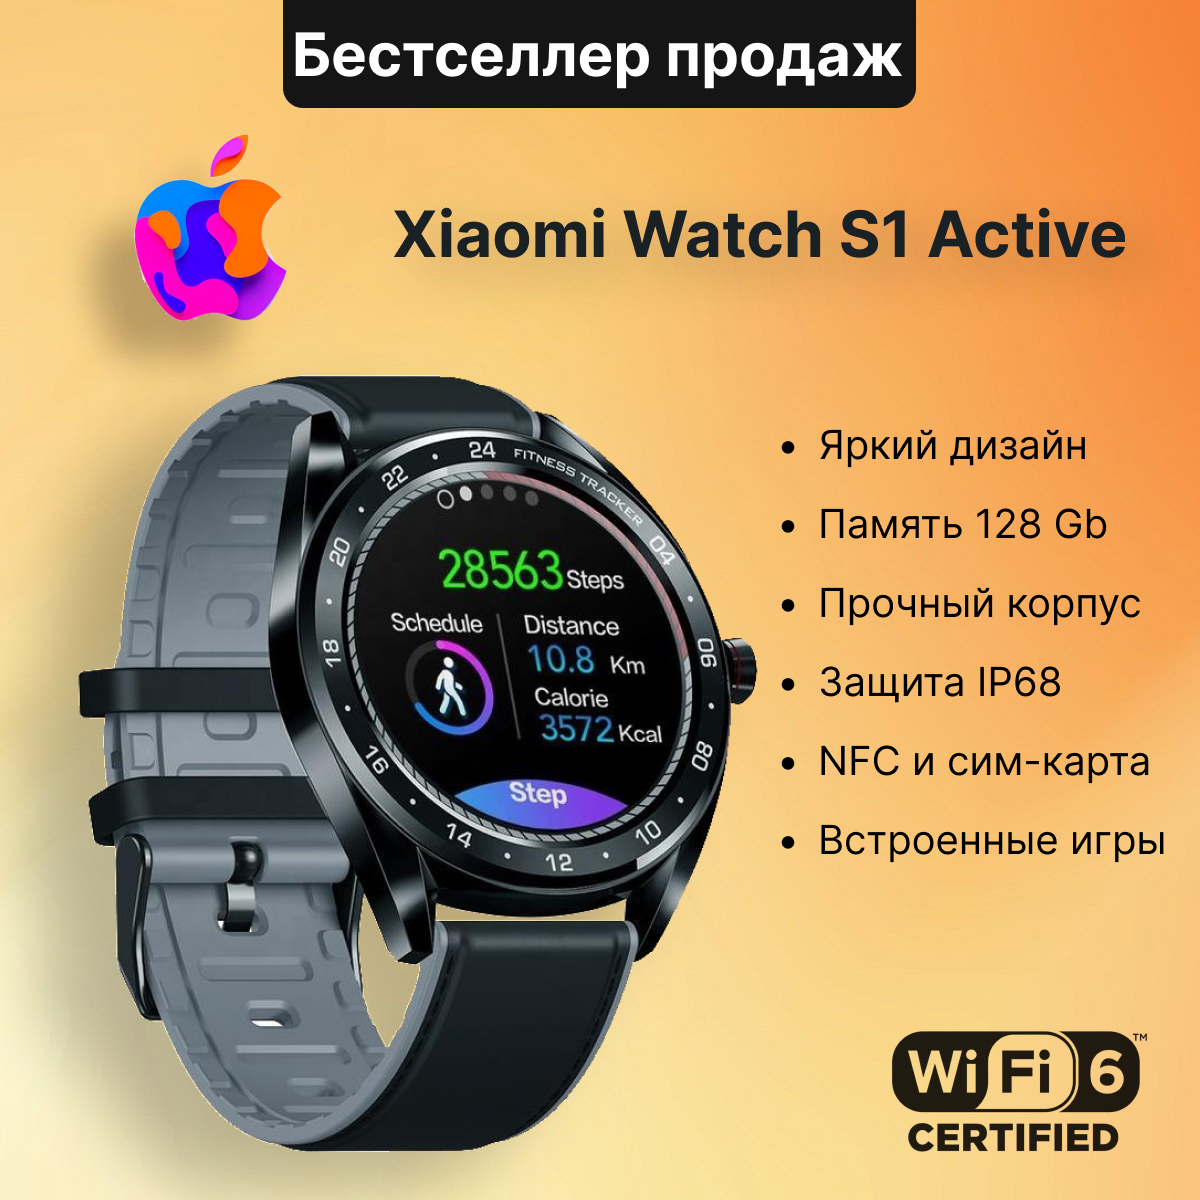 Бестселлер продаж
Xiaomi Watch S1 Active
• Яркий дизайн
• Память 128 Gb
• Прочный корпус
• Защита IP68
• NFC и сим-карта
• Встроенные игры
FITNESS TRACKER
24
04
06
08
10
12
14
16
18
20
22
28563 Steps
Schedule
Distance
10.8 Km
Calorie
3572 Kcal
Step
Wi Fi 6 ™
CERTIFIED